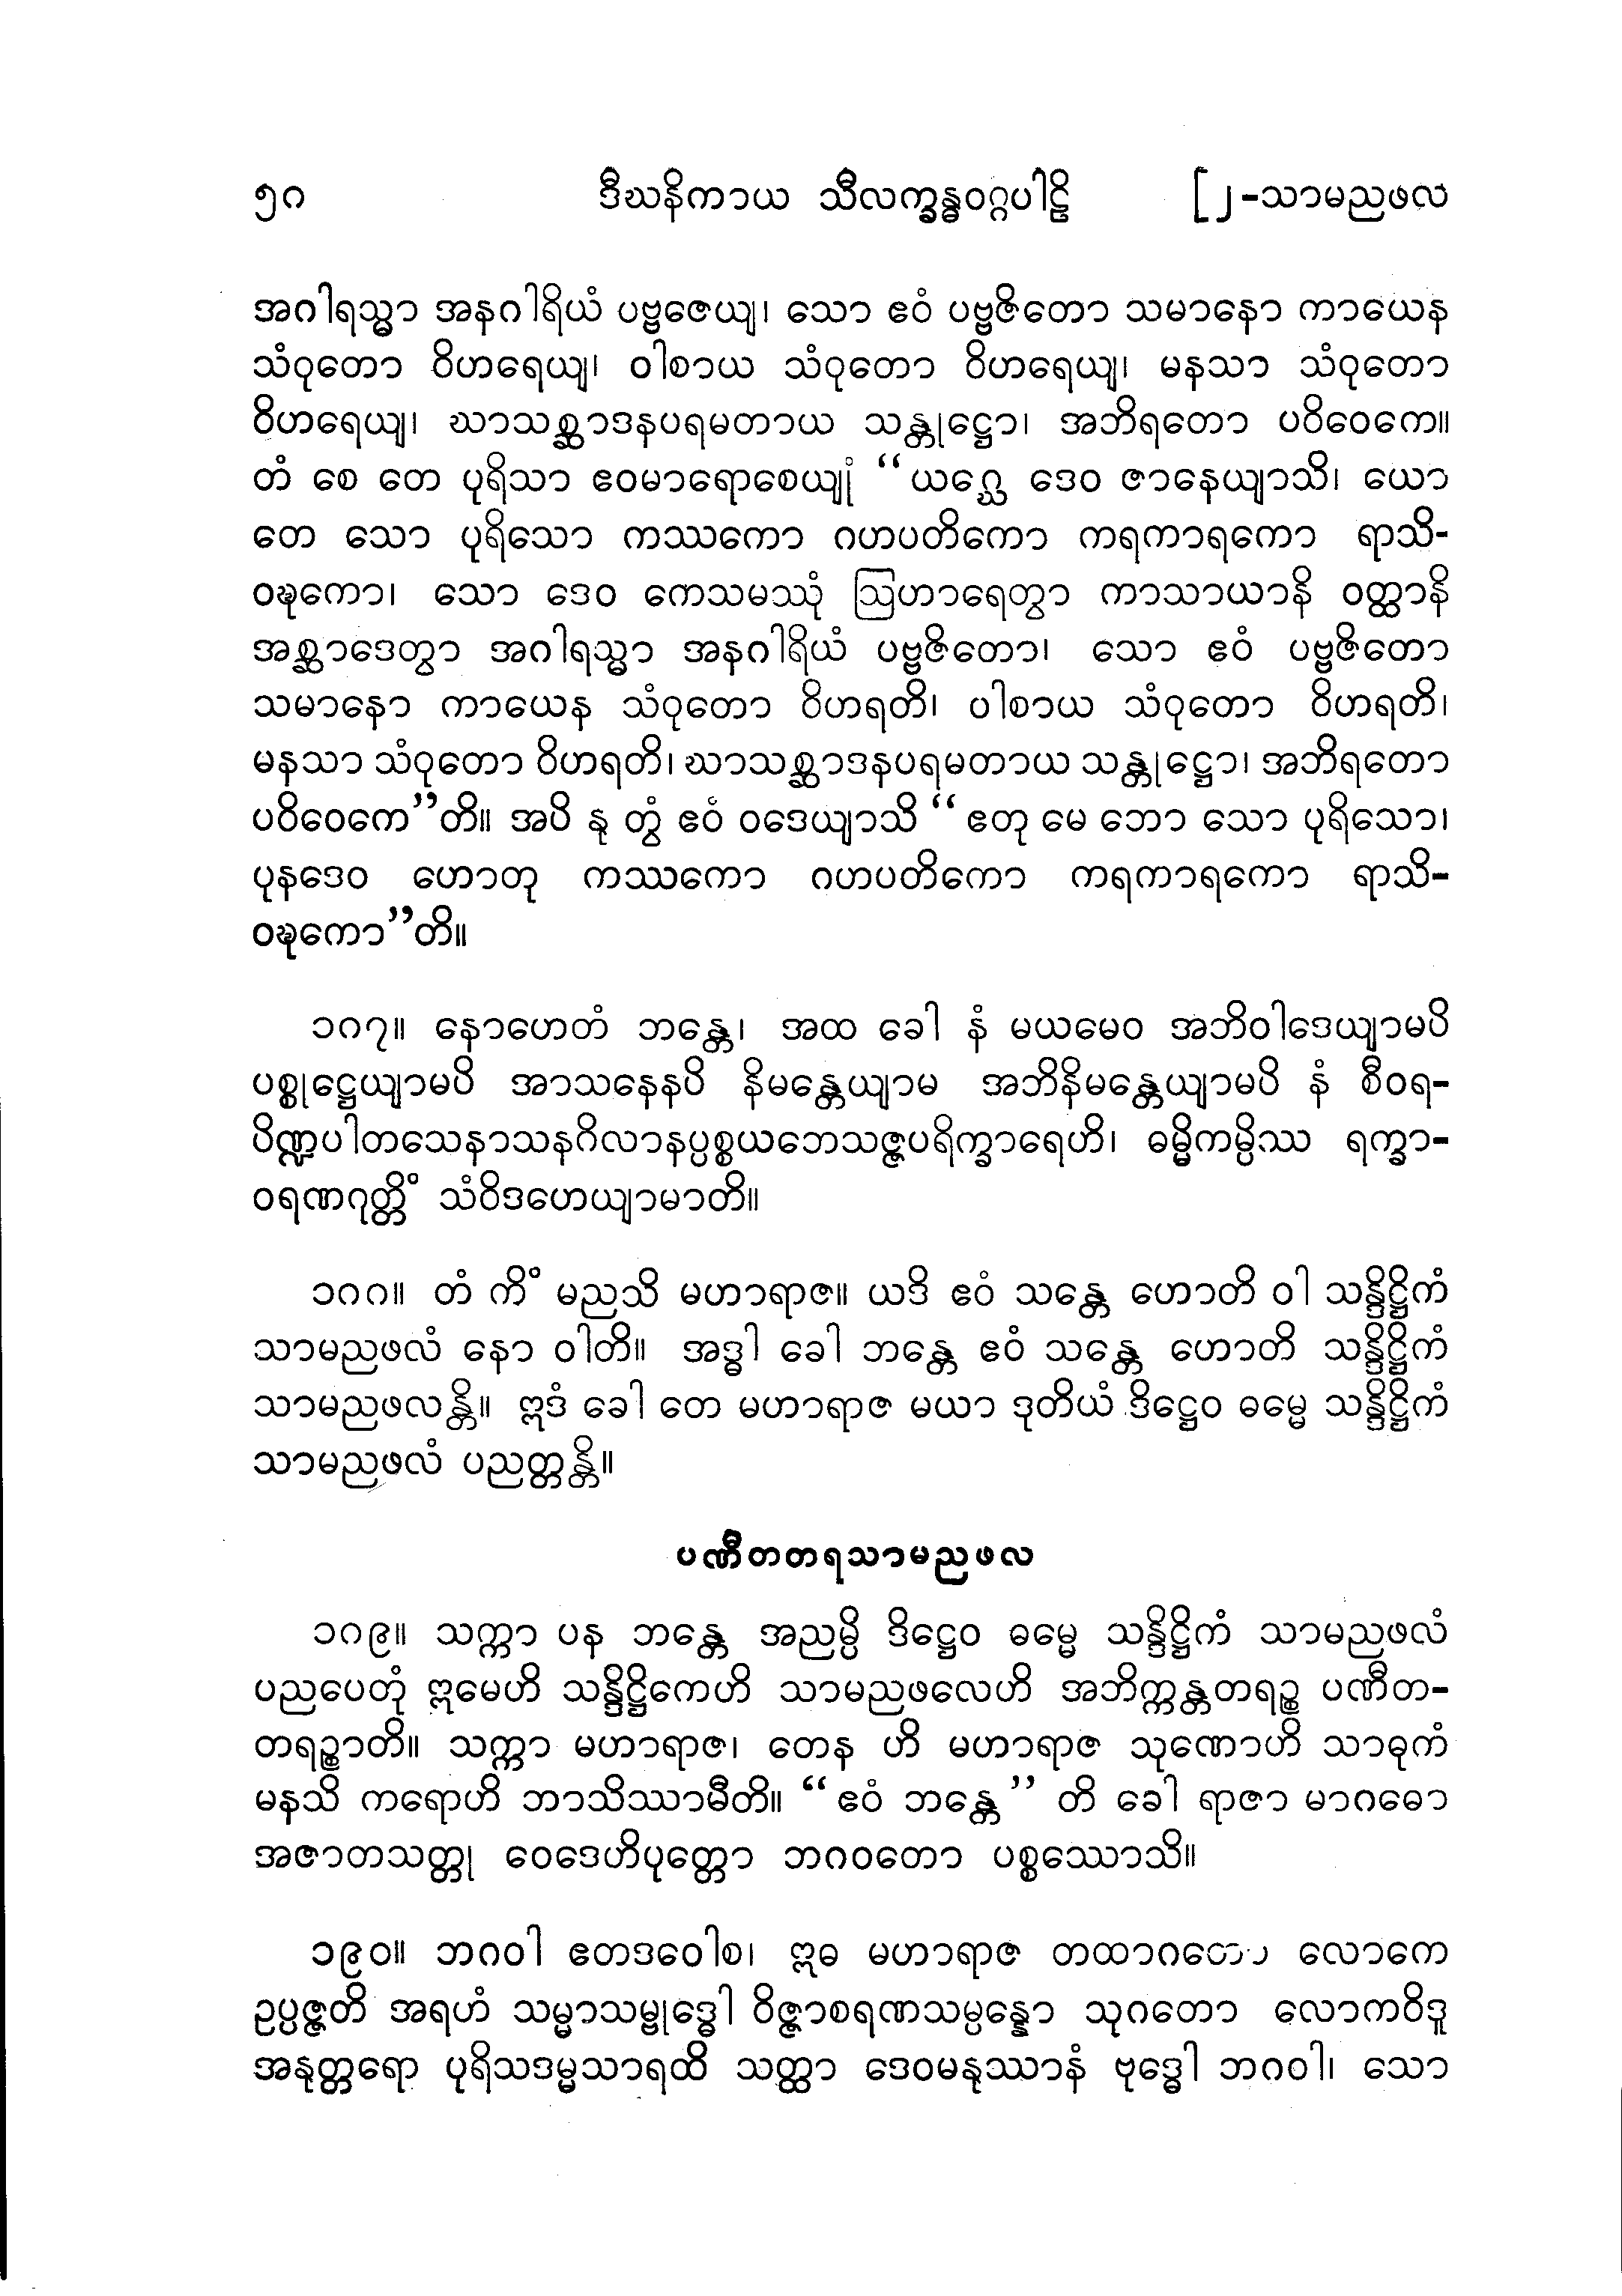 ၅၈ ဒီဃနိကာယ သီလက္ခန္ဓဝဂ္ဂပါဠိ [၂-သာမညဖလ
အဂါရသ္မာ အနဂါရိယံ ပဗ္ဗဇေယျ၊ သော ဧဝံ ပဗ္ဗဇိတော သမာနော ကာယေန
သံဝုတော ဝိဟရေယျ၊ ဝါစာယ သံဝုတော ဝိဟရေယျ၊ မနသာ သံဝုတော
ဝိဟရေယျ၊ ဃာသစ္ဆာဒနပရမတာယ သန္တုဋ္ဌော၊ အဘိရတော ပဝိဝေကေ။
တံ စေ တေ ပုရိသာ ဧဝမာရောစေယျုံ “ယဂ္ဃေ ဒေဝ ဇာနေယျာသိ၊ ယော
တေ သော ပုရိသော ကဿကော ဂဟပတိကော ကရကာရကော ရာသိ-
ဝဍ္ဎကော၊ သော ဒေဝ ကေသမဿုံ ဩဟာရေတွာ ကာသာယာနိ ဝတ္ထာနိ
အစ္ဆာဒေတွာ အဂါရသ္မာ အနဂါရိယံ ပဗ္ဗဇိတော၊ သော ဧဝံ ပဗ္ဗဇိတော
သမာနော ကာယေန သံဝုတော ဝိဟရတိ၊ ဝါစာယ သံဝုတော ဝိဟရတိ၊
မနသာ သံဝုတော ဝိဟရတိ၊ ဃာသစ္ဆာဒနပရမတာယ သန္တုဋ္ဌော၊ အဘိရတော
ပဝိဝေကေ”တိ။ အပိ နု တွံ ဧဝံ ဝဒေယျာသိ “ဧတု မေ ဘော သော ပုရိသော၊
ပုနဒေဝ ဟောတု ကဿကော ဂဟပတိကော ကရကာရကော ရာသိ-
ဝဍ္ဎကော”တိ။
၁၈၇။ နောဟေတံ ဘန္တေ၊ အထ ခေါ နံ မယမေဝ အဘိဝါဒေယျာမပိ
ပစ္စုဋ္ဌေယျာမပိ အာသနေနပိ နိမန္တေယျာမ အဘိနိမန္တေယျာမပိ နံ စီဝရ-
ပိဏ္ဍပါတသေနာသနဂိလာနပ္ပစ္စယဘေသဇ္ဇပရိက္ခာရေဟိ၊ ဓမ္မိကမ္ပိဿ ရက္ခာ-
ဝရဏဂုတ္တိံ သံဝိဒဟေယျာမာတိ။
၁၈၈။ တံ ကိံ မညသိ မဟာရာဇ။ ယဒိ ဧဝံ သန္တေ ဟောတိ ဝါ သန္ဒိဋ္ဌိကံ
သာမညဖလံ နော ဝါတိ။ အဒ္ဓါ ခေါ ဘန္တေ ဧဝံ သန္တေ ဟောတိ သန္ဒိဋ္ဌိကံ
သာမညဖလန္တိ။ ဣဒံ ခေါ တေ မဟာရာဇ မယာ ဒုတိယံ ဒိဋ္ဌေဝ ဓမ္မေ သန္ဒိဋ္ဌိကံ
သာမညဖလံ ပညတ္တန္တိ။
ပဏီတတရသာမညဖလ
၁၈၉။ သက္ကာ ပန ဘန္တေ အညမ္ပိ ဒိဋ္ဌေဝ ဓမ္မေ သန္ဒိဋ္ဌိကံ သာမညဖလံ
ပညပေတုံ ဣမေဟိ သန္ဒိဋ္ဌိကေဟိ သာမညဖလေဟိ အဘိက္ကန္တတရဉ္စ ပဏီတ-
တရဉ္စာတိ။ သက္ကာ မဟာရာဇ၊ တေန ဟိ မဟာရာဇ သုဏောဟိ သာဓုကံ
မနသိ ကရောဟိ ဘာသိဿာမီတိ။ “ဧဝံ ဘန္တေ” တိ ခေါ ရာဇာ မာဂဓော
အဇာတသတ္တု ဝေဒေဟိပုတ္တော ဘဂဝတော ပစ္စဿောသိ။
၁၉၀။ ဘဂဝါ ဧတဒဝေါစ၊ ဣဓ မဟာရာဇ တထာဂတော လောကေ
ဥပ္ပဇ္ဇတိ အရဟံ သမ္မာသမ္ဗုဒ္ဓေါ ဝိဇ္ဇာစရဏသမ္ပန္နော သုဂတော လောကဝိဒူ
အနုတ္တရော ပုရိသဒမ္မသာရထိ သတ္ထာ ဒေဝမနုဿာနံ ဗုဒ္ဓေါ ဘဂဝါ၊ သော